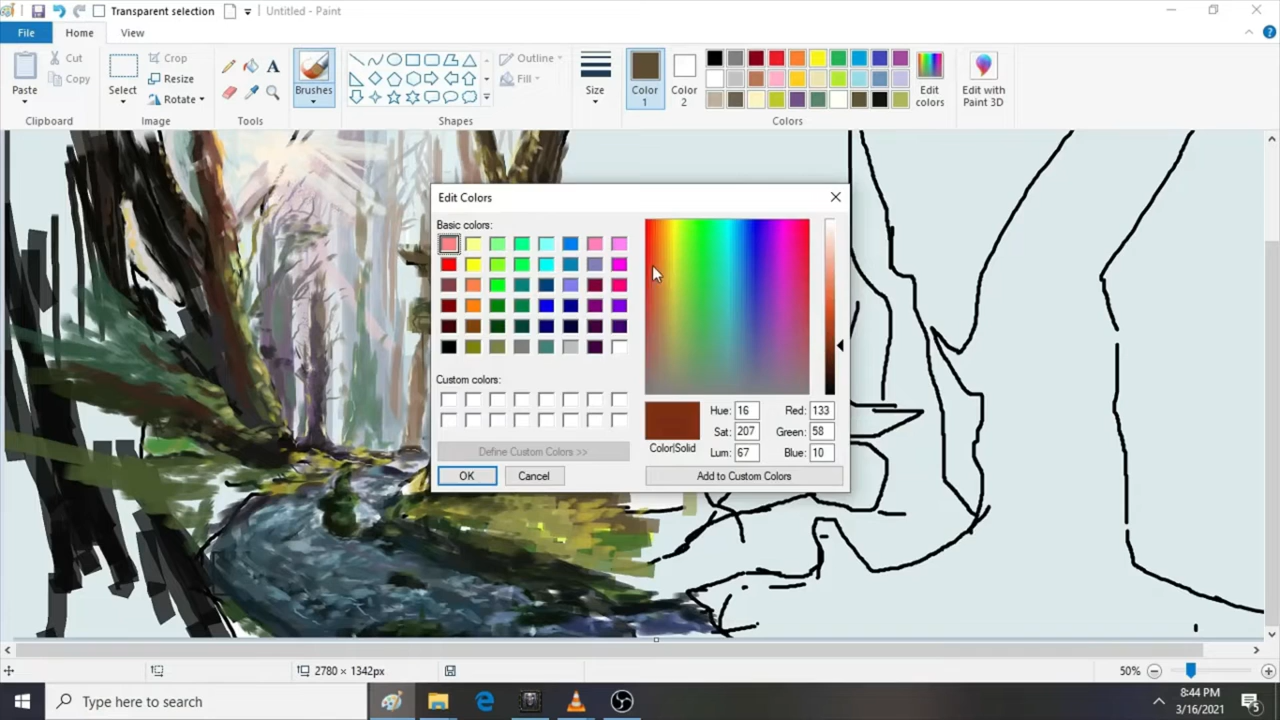 Transparent selection
Untitled - Paint
File
Home
View
Paste
Cut
Copy
Clipboard
Select
Crop
Resize
Rotate
Image
A
Tools
Brushes
Outline
Fill
Shapes
Size
Color
1
Color
2
Edit
colors
Colors
Edit with
Paint 3D
Edit Colors
Basic colors:
Custom colors:
Define Custom Colors >>
OK
Cancel
Color|Solid
Hue: 16
Sat: 207
Lum: 67
Red: 133
Green: 58
Blue: 10
Add to Custom Colors
2780 × 1342px
50%
Type here to search
8:44 PM
3/16/2021
5